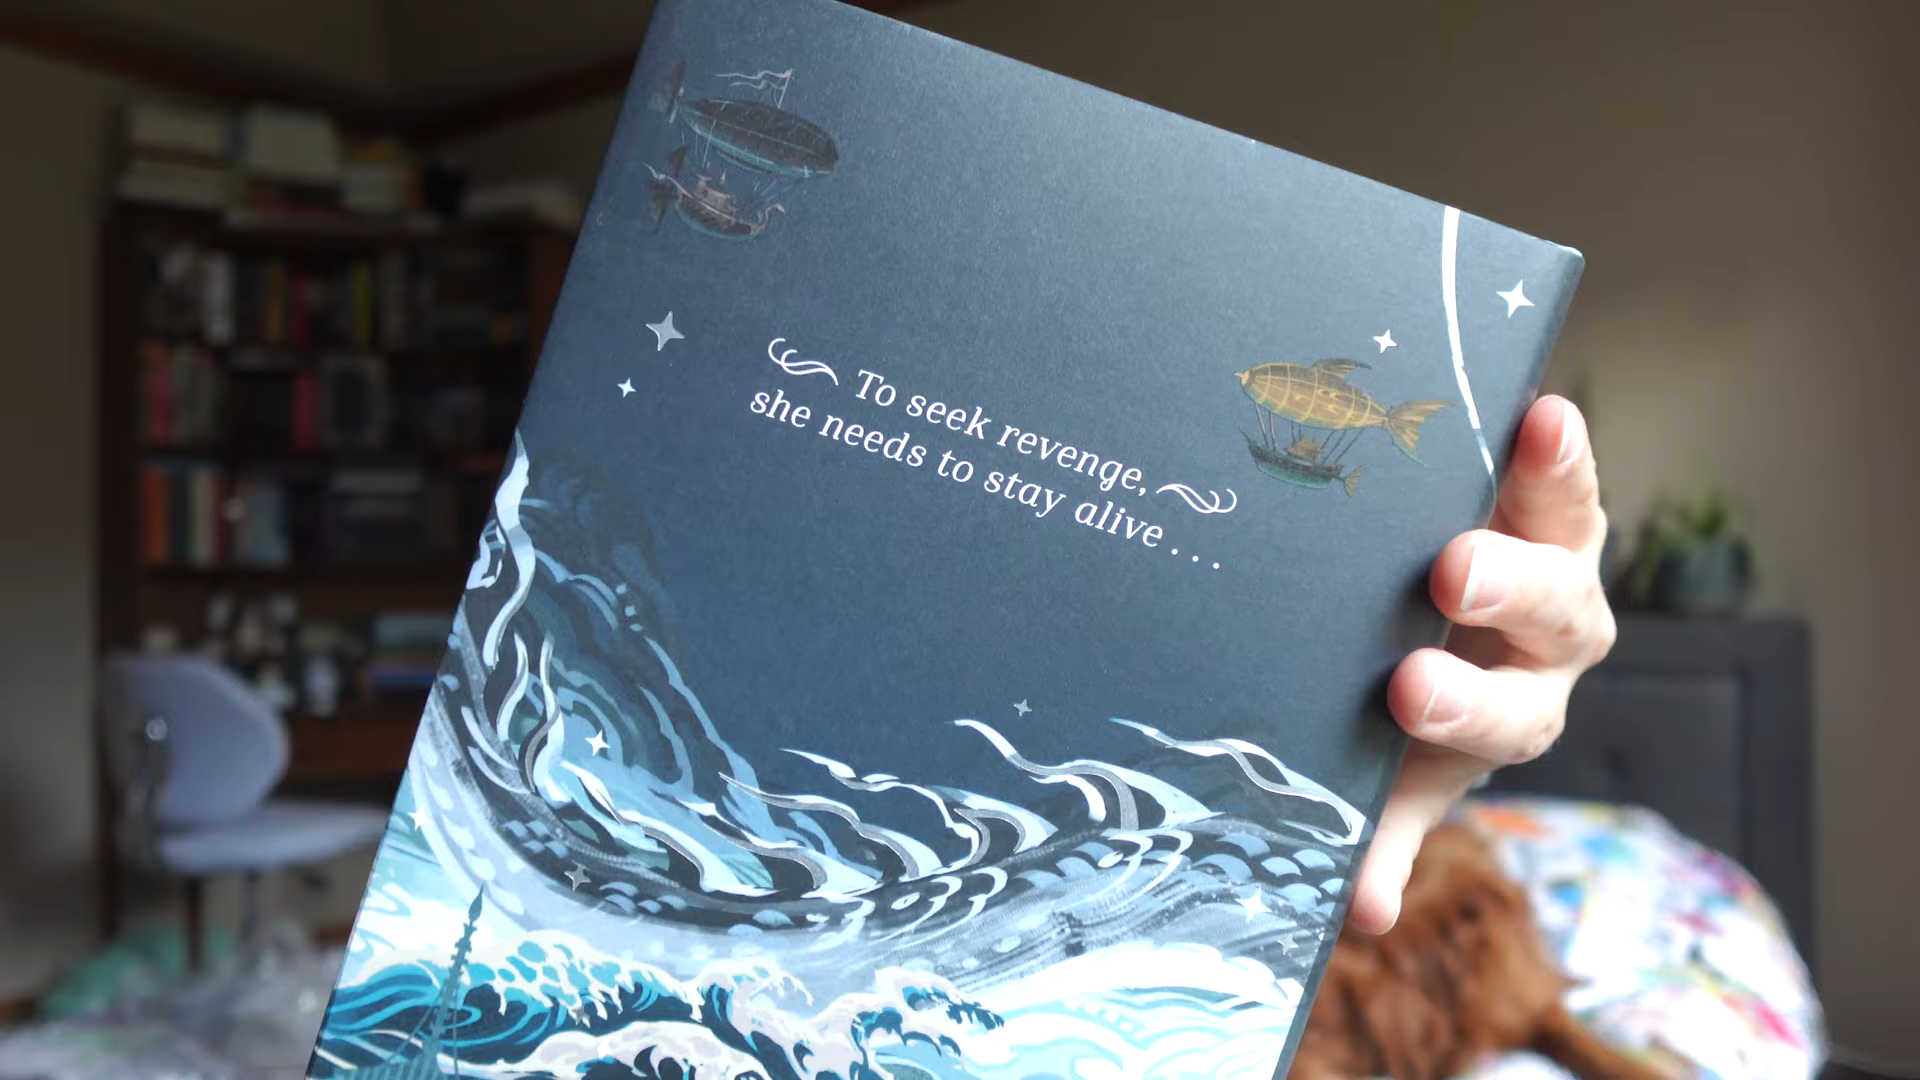 To seek revenge,
she needs to stay alive . . .